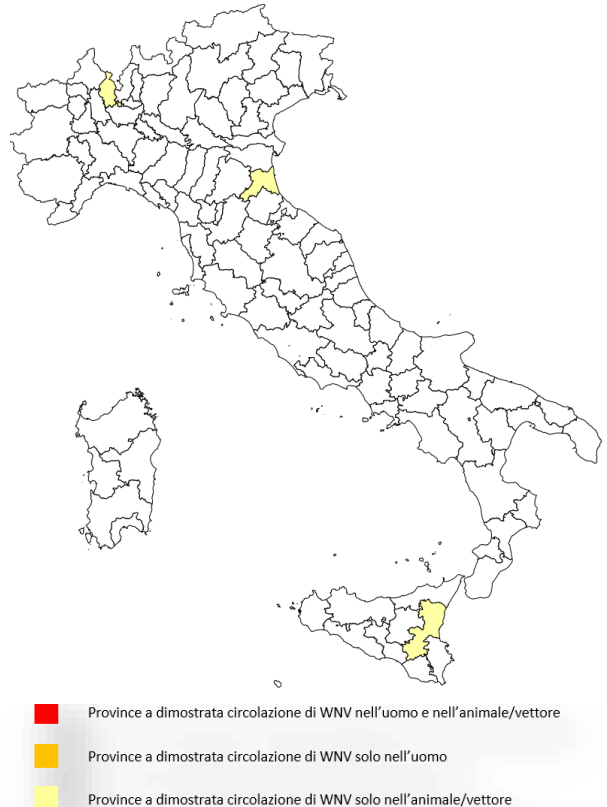 Province a dimostrata circolazione di WNV nell'uomo e nell'animale/vettore
Province a dimostrata circolazione di WNV solo nell'uomo
Province a dimostrata circolazione di WNV solo nell'animale/vettore